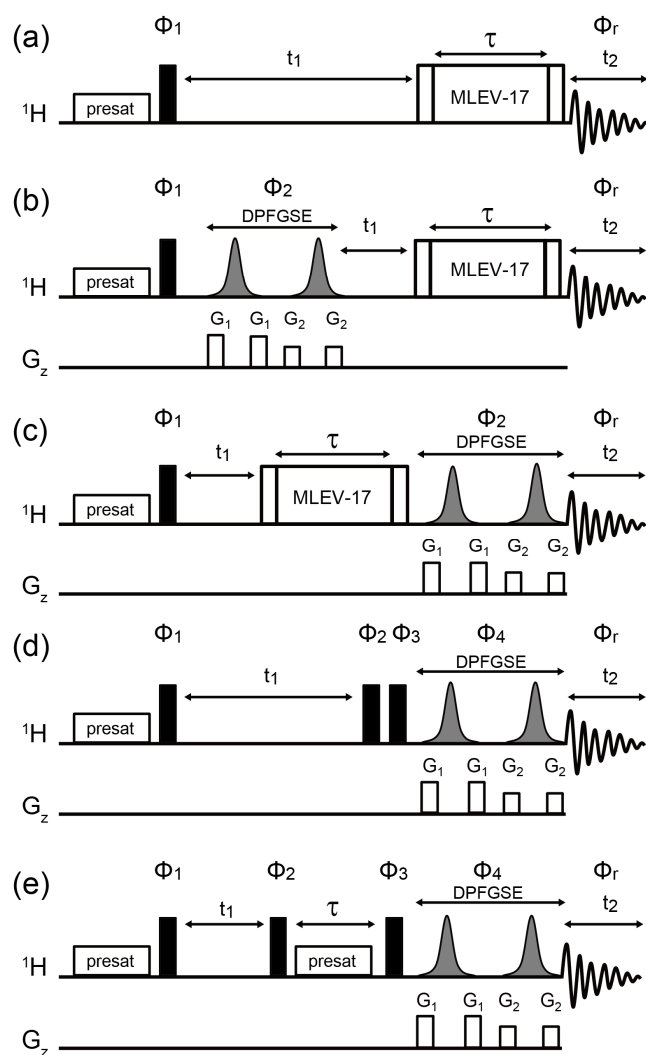 (a) Φ1 Φr
t1 τ t2
¹H presat MLEV-17
(b) Φ1 Φ2 Φr
DPFGSE t1 τ t2
¹H presat MLEV-17
G1 G1 G2 G2
Gz
(c) Φ1 Φ2 Φr
t1 τ DPFGSE t2
¹H presat MLEV-17
G1 G1 G2 G2
Gz
(d) Φ1 Φ2 Φ3 Φ4 Φr
t1 DPFGSE t2
¹H presat
G1 G1 G2 G2
Gz
(e) Φ1 Φ2 Φ3 Φ4 Φr
t1 τ DPFGSE t2
¹H presat presat
G1 G1 G2 G2
Gz